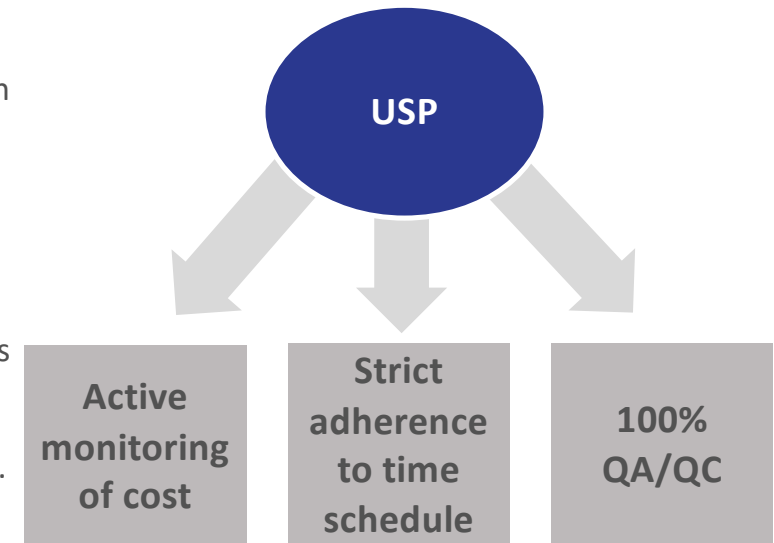 n
USP
s
.
Active
monitoring
of cost
Strict
adherence
to time
schedule
100%
QA/QC